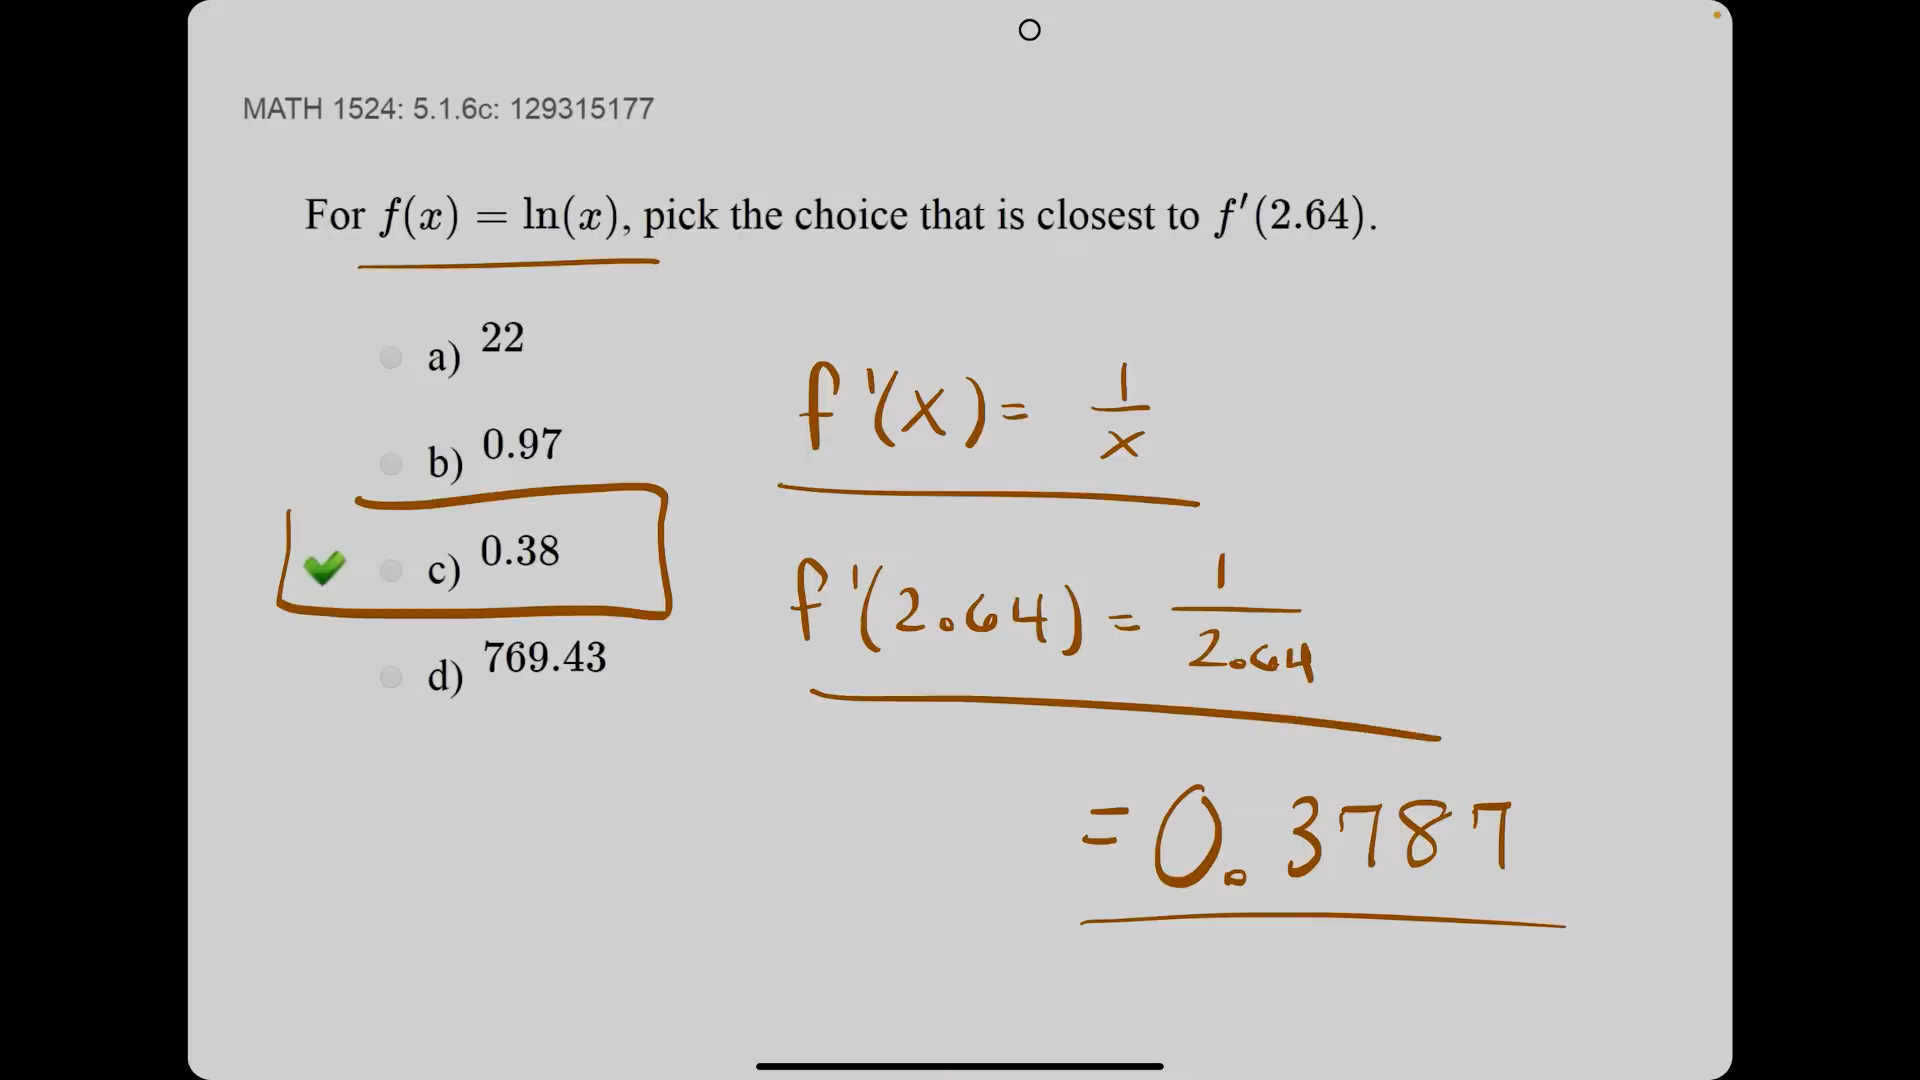 MATH 1524: 5.1.6c: 129315177
For f(x) = ln(x), pick the choice that is closest to f′(2.64).
a) 22
b) 0.97
c) 0.38
d) 769.43
f'(x) = 1/x
f'(2.64) = 1/2.64
= 0.3787